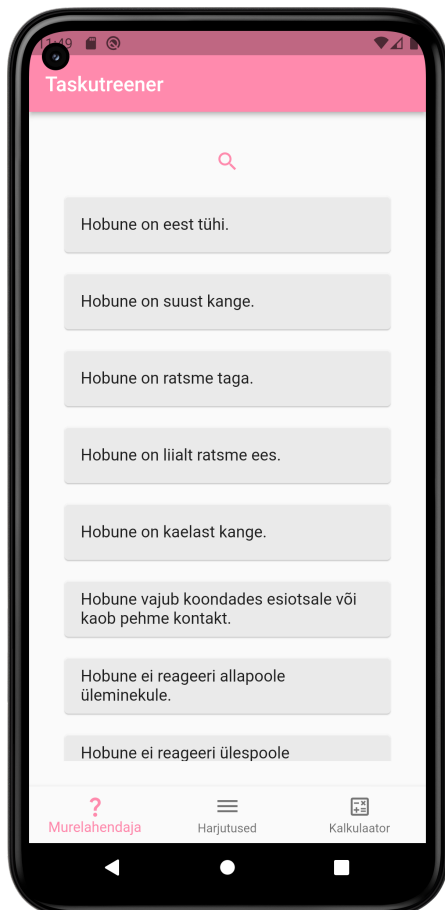 11:49
Taskutreener
Hobune on eest tühi.
Hobune on suust kange.
Hobune on ratsme taga.
Hobune on liialt ratsme ees.
Hobune on kaelast kange.
Hobune vajub koondades esiotsale või
kaob pehme kontakt.
Hobune ei reageeri allapoole
üleminekule.
Hobune ei reageeri ülespoole
Murelahendaja
Harjutused
Kalkulaator